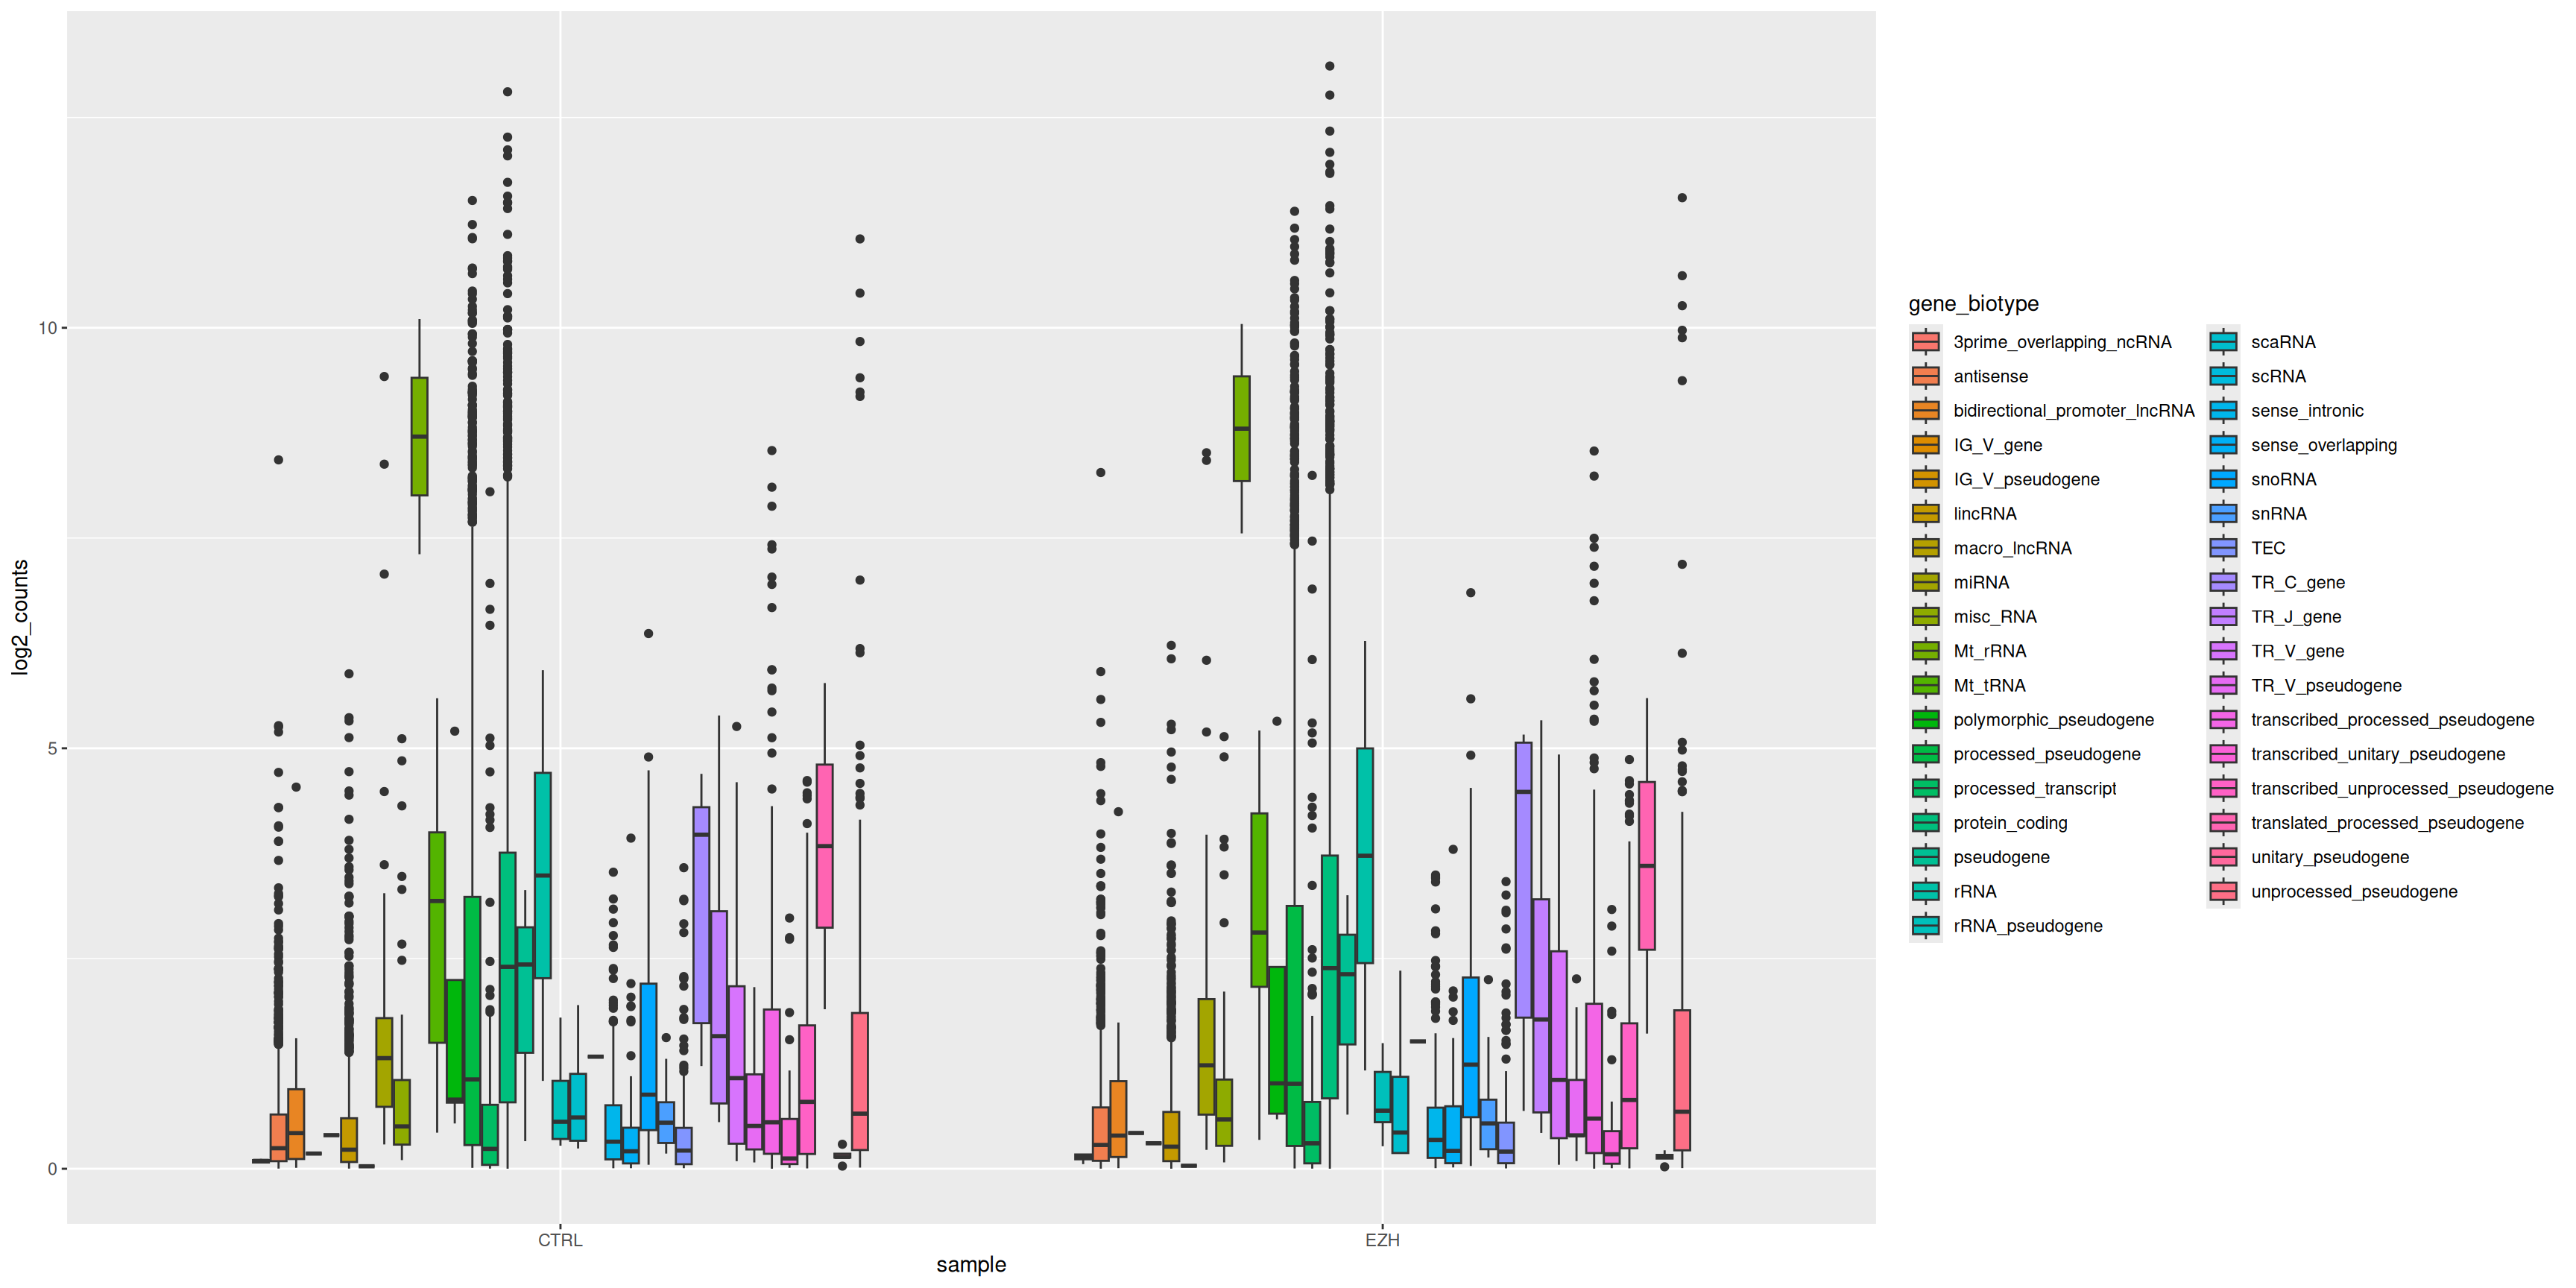 log2_counts
10
5
0
CTRL
EZH
sample
gene_biotype
3prime_overlapping_ncRNA
antisense
bidirectional_promoter_lncRNA
IG_V_gene
IG_V_pseudogene
lincRNA
macro_lncRNA
miRNA
misc_RNA
Mt_rRNA
Mt_tRNA
polymorphic_pseudogene
processed_pseudogene
processed_transcript
protein_coding
pseudogene
rRNA
rRNA_pseudogene
scaRNA
scRNA
sense_intronic
sense_overlapping
snoRNA
snRNA
TEC
TR_C_gene
TR_J_gene
TR_V_gene
TR_V_pseudogene
transcribed_processed_pseudogene
transcribed_unitary_pseudogene
transcribed_unprocessed_pseudogene
translated_processed_pseudogene
unitary_pseudogene
unprocessed_pseudogene